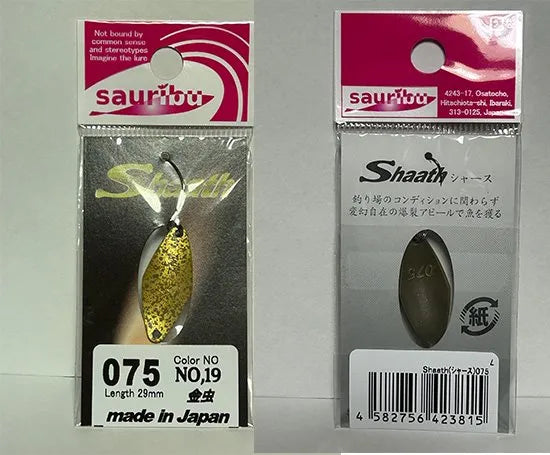 Not bound by
common sense
and stereotypes
Imagine the lure
sauribu
Shaath
075
Length 29mm
Color NO
NO,19
金虫
made in Japan
sauribu
4243-17, Osatocho,
Hitachiota-shi, Ibaraki,
313-0125, Japan
Shaath シャース
釣り場のコンディションに関わらず
変幻自在の爆裂アピールで魚を獲る
075
紙
Shaath(シャース)075
4 582756 423815